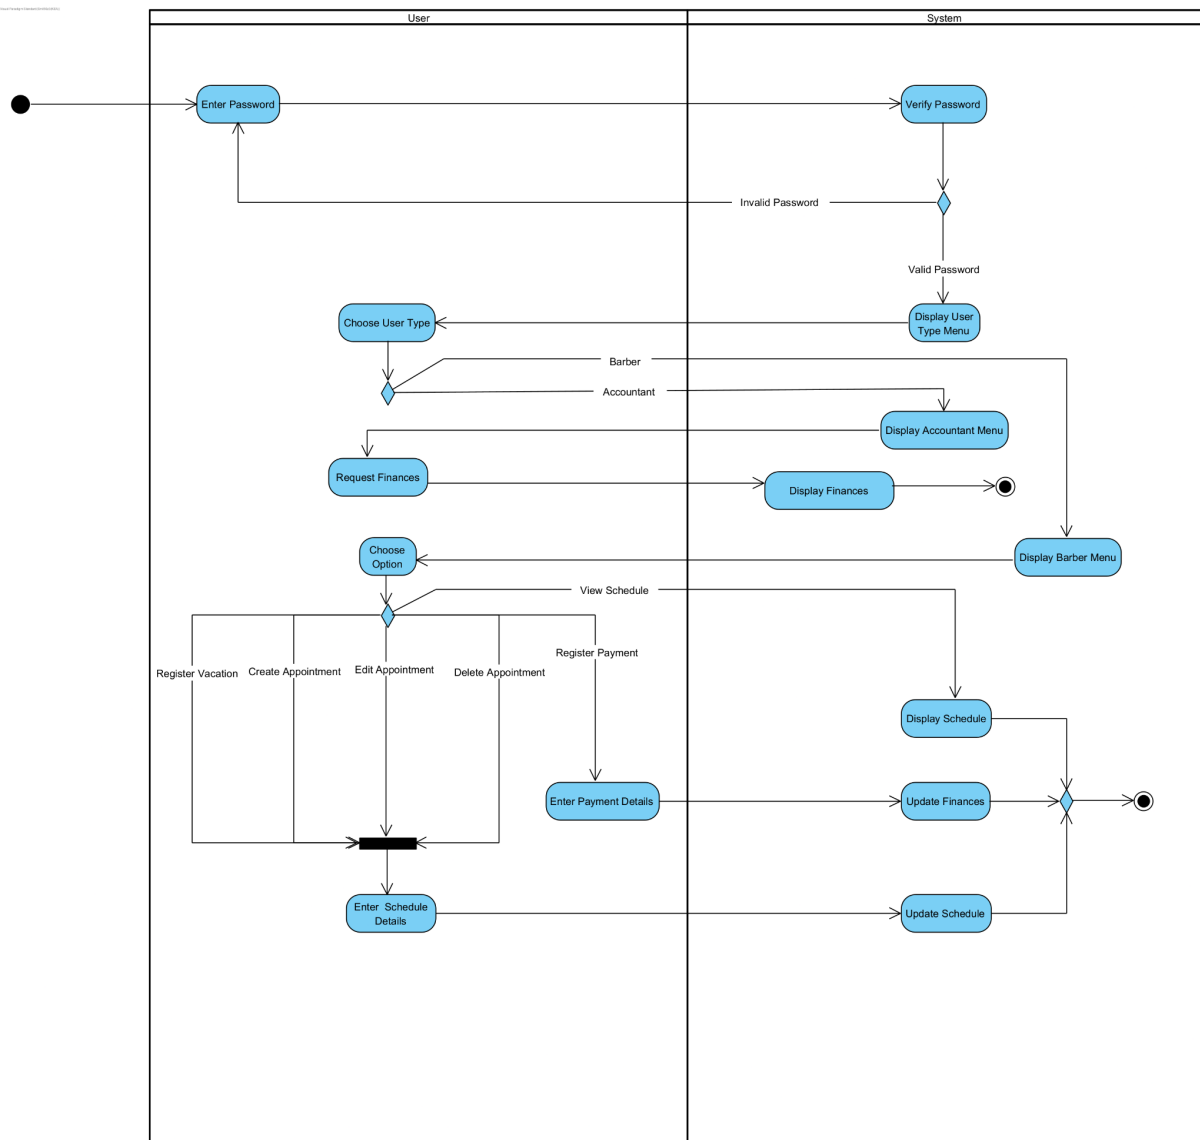 User
System
Enter Password
Verify Password
Invalid Password
Valid Password
Choose User Type
Display User
Type Menu
Barber
Accountant
Display Accountant Menu
Request Finances
Display Finances
Choose
Option
Display Barber Menu
View Schedule
Register Payment
Register Vacation
Create Appointment
Edit Appointment
Delete Appointment
Display Schedule
Enter Payment Details
Update Finances
Enter Schedule
Details
Update Schedule